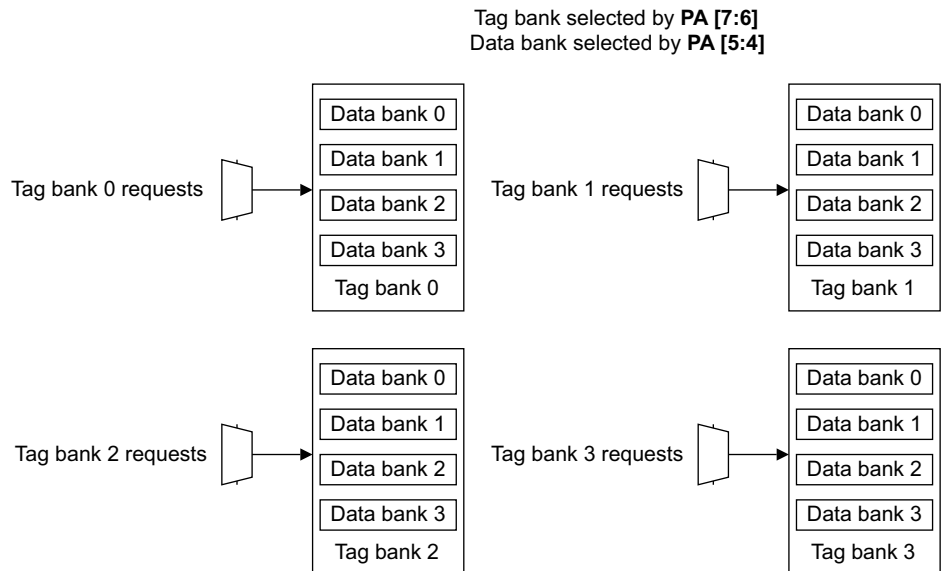 Tag bank selected by PA [7:6]
Data bank selected by PA [5:4]
Tag bank 0 requests
Data bank 0
Data bank 1
Data bank 2
Data bank 3
Tag bank 0
Tag bank 1 requests
Data bank 0
Data bank 1
Data bank 2
Data bank 3
Tag bank 1
Tag bank 2 requests
Data bank 0
Data bank 1
Data bank 2
Data bank 3
Tag bank 2
Tag bank 3 requests
Data bank 0
Data bank 1
Data bank 2
Data bank 3
Tag bank 3